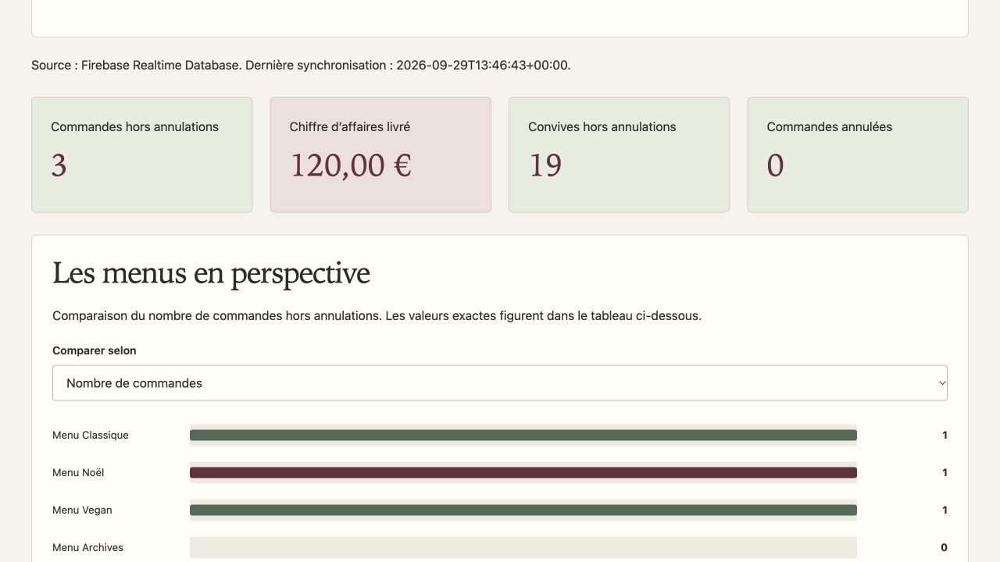 Source : Firebase Realtime Database. Dernière synchronisation : 2026-09-29T13:46:43+00:00.
Commandes hors annulations
3
Chiffre d’affaires livré
120,00 €
Convives hors annulations
19
Commandes annulées
0
Les menus en perspective
Comparaison du nombre de commandes hors annulations. Les valeurs exactes figurent dans le tableau ci-dessous.
Comparer selon
Nombre de commandes
Menu Classique 1
Menu Noël 1
Menu Vegan 1
Menu Archives 0